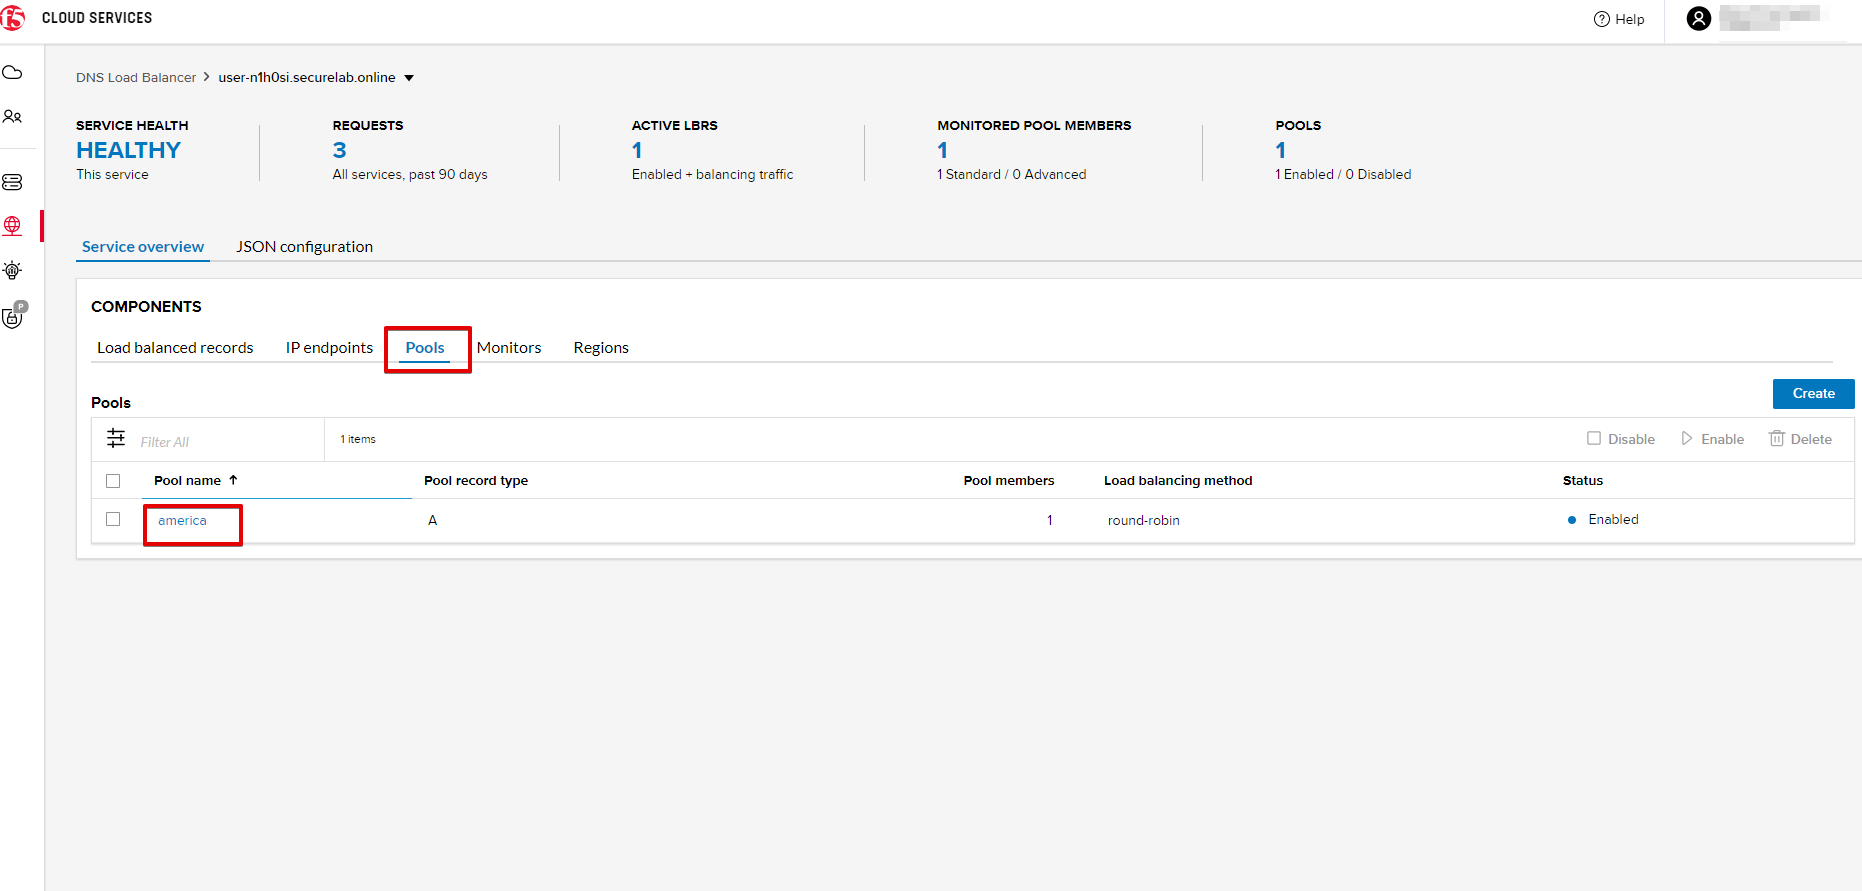 f5 CLOUD SERVICES
Help
DNS Load Balancer > user-n1h0si.securelab.online
SERVICE HEALTH
HEALTHY
This service
REQUESTS
3
All services, past 90 days
ACTIVE LBRS
1
Enabled + balancing traffic
MONITORED POOL MEMBERS
1
1 Standard / 0 Advanced
POOLS
1
1 Enabled / 0 Disabled
Service overview JSON configuration
P
COMPONENTS
Load balanced records IP endpoints Pools Monitors Regions
Pools
Create
Filter All 1 items Disable Enable Delete
Pool name Pool record type Pool members Load balancing method Status
america A 1 round-robin Enabled